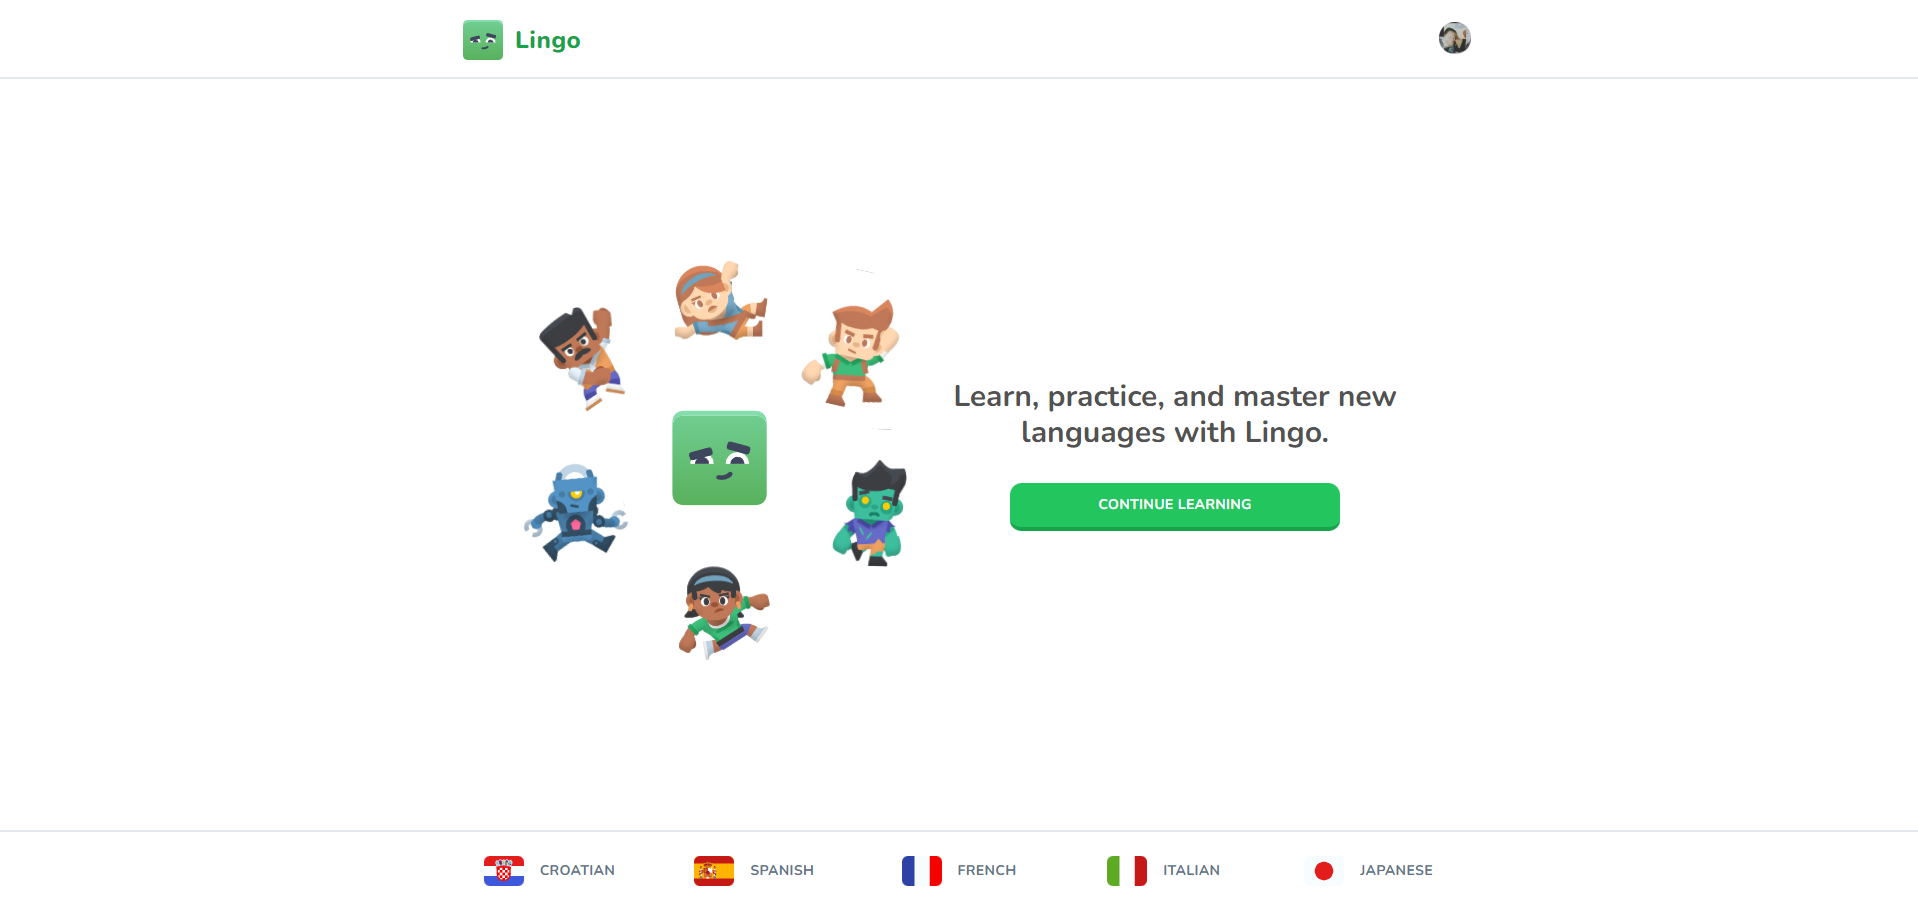 Lingo
Learn, practice, and master new
languages with Lingo.
CONTINUE LEARNING
CROATIAN
SPANISH
FRENCH
ITALIAN
JAPANESE